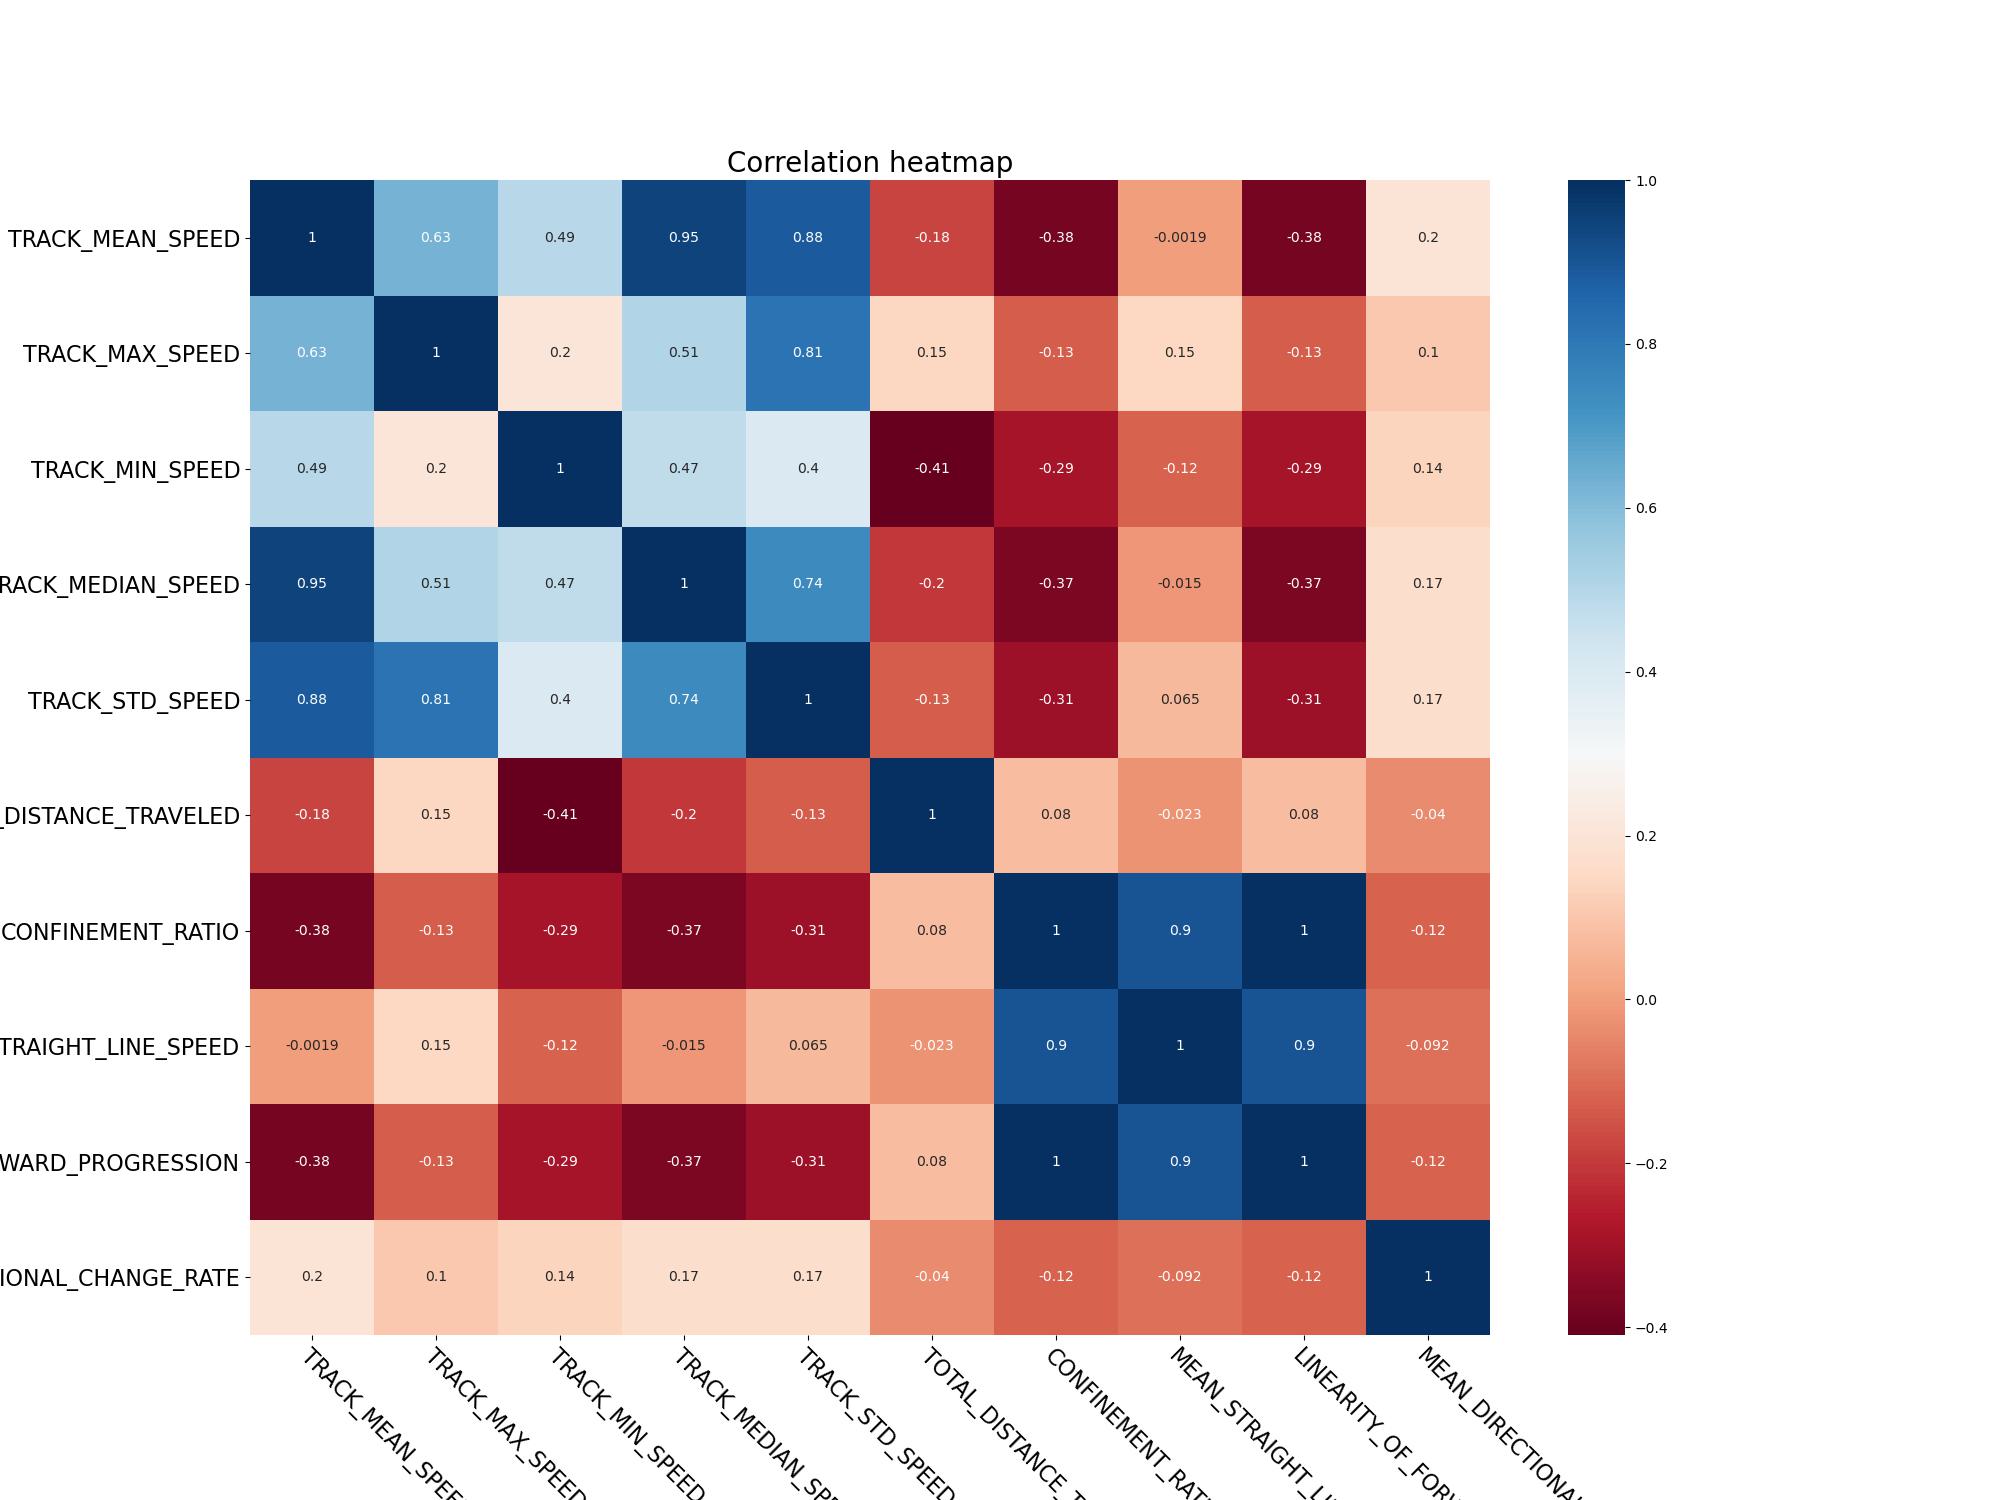 Correlation heatmap
TRACK_MEAN_SPEED 1 0.63 0.49 0.95 0.88 -0.18 -0.38 -0.0019 -0.38 0.2
TRACK_MAX_SPEED 0.63 1 0.2 0.51 0.81 0.15 -0.13 0.15 -0.13 0.1
TRACK_MIN_SPEED 0.49 0.2 1 0.47 0.4 -0.41 -0.29 -0.12 -0.29 0.14
RACK_MEDIAN_SPEED 0.95 0.51 0.47 1 0.74 -0.2 -0.37 -0.015 -0.37 0.17
TRACK_STD_SPEED 0.88 0.81 0.4 0.74 1 -0.13 -0.31 0.065 -0.31 0.17
_DISTANCE_TRAVELED -0.18 0.15 -0.41 -0.2 -0.13 1 0.08 -0.023 0.08 -0.04
CONFINEMENT_RATIO -0.38 -0.13 -0.29 -0.37 -0.31 0.08 1 0.9 1 -0.12
TRAIGHT_LINE_SPEED -0.0019 0.15 -0.12 -0.015 0.065 -0.023 0.9 1 0.9 -0.092
WARD_PROGRESSION -0.38 -0.13 -0.29 -0.37 -0.31 0.08 1 0.9 1 -0.12
IONAL_CHANGE_RATE 0.2 0.1 0.14 0.17 0.17 -0.04 -0.12 -0.092 -0.12 1
TRACK_MEAN_SPEE
TRACK_MAX_SPEED
TRACK_MIN_SPEED
TRACK_MEDIAN_SPE
TRACK_STD_SPEED
TOTAL_DISTANCE_T
CONFINEMENT_RATI
MEAN_STRAIGHT_LI
LINEARITY_OF_FORW
MEAN_DIRECTIONAL
1.0
0.8
0.6
0.4
0.2
0.0
−0.2
−0.4